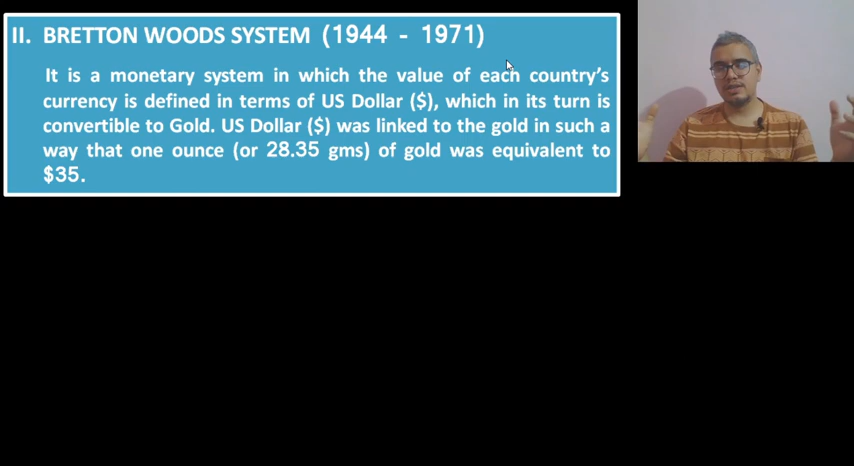 II. BRETTON WOODS SYSTEM (1944 - 1971)
It is a monetary system in which the value of each country's
currency is defined in terms of US Dollar ($), which in its turn is
convertible to Gold. US Dollar ($) was linked to the gold in such a
way that one ounce (or 28.35 gms) of gold was equivalent to
$35.